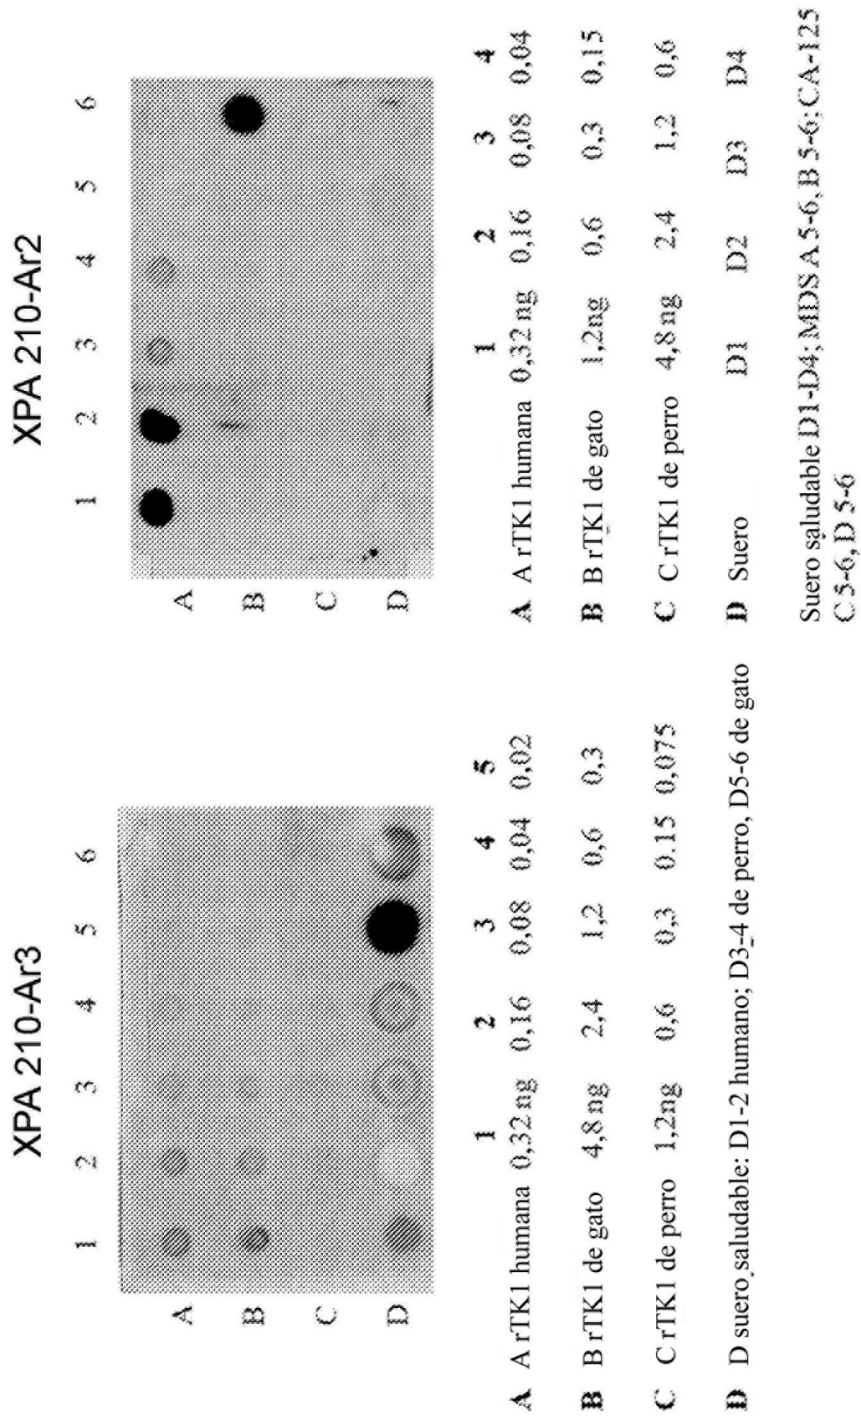 XPA 210-Ar3
1 2 3 4 5 6
A
B
C
D
1 2 3 4 5
A A rTK1 humana 0,32 ng 0,16 0,08 0,04 0,02
B B rTK1 de gato 4,8 ng 2,4 1,2 0,6 0,3
C C rTK1 de perro 1,2ng 0,6 0,3 0.15 0,075
D D suero saludable: D1-2 humano; D3-4 de perro, D5-6 de gato
XPA 210-Ar2
1 2 3 4 5 6
A
B
C
D
1 2 3 4
A A rTK1 humana 0,32 ng 0,16 0,08 0,04
B B rTK1 de gato 1,2ng 0,6 0,3 0,15
C C rTK1 de perro 4,8 ng 2,4 1,2 0,6
D Suero D1 D2 D3 D4
Suero saludable D1-D4; MDS A 5-6, B 5-6; CA-125
C 5-6, D 5-6